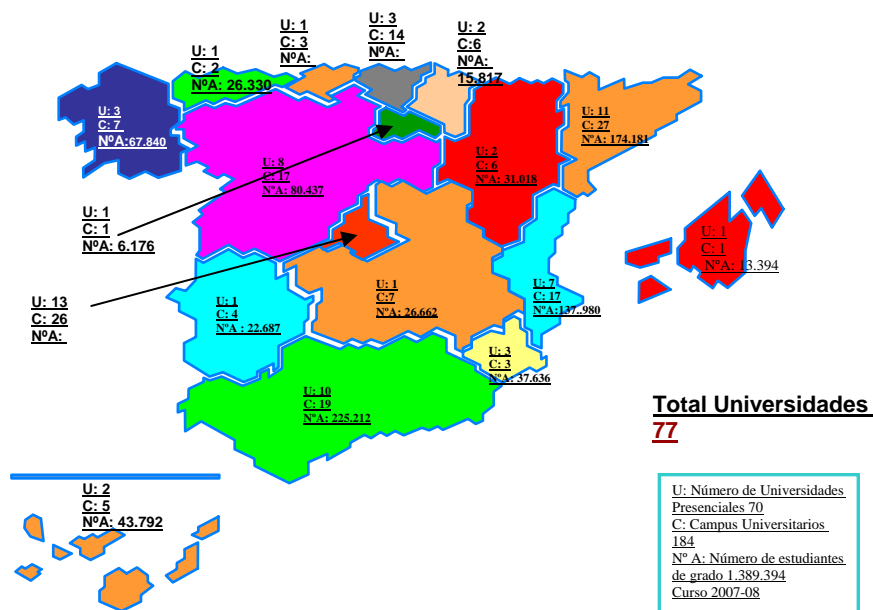 U: 1
C: 2
NºA: 26.330
U: 1
C: 3
NºA:
U: 3
C: 14
NºA:
U: 2
C:6
NºA:
15.817
U: 3
C: 7
NºA:67.840
U: 8
C: 17
NºA: 80.437
U: 2
C: 6
NºA: 31.018
U: 11
C: 27
NºA: 174.181
U: 1
C: 1
NºA: 6.176
U: 1
C: 1
NºA: 13.394
U: 13
C: 26
NºA:
U: 1
C: 4
NºA : 22.687
U: 1
C:7
NºA: 26.662
U: 7
C: 17
NºA:137..980
U: 3
C: 3
NºA: 37.636
U: 10
C: 19
NºA: 225,212
Total Universidades
77
U: 2
C: 5
NºA: 43.792
U: Número de Universidades
Presenciales 70
C: Campus Universitarios
184
Nº A: Número de estudiantes
de grado 1.389.394
Curso 2007-08